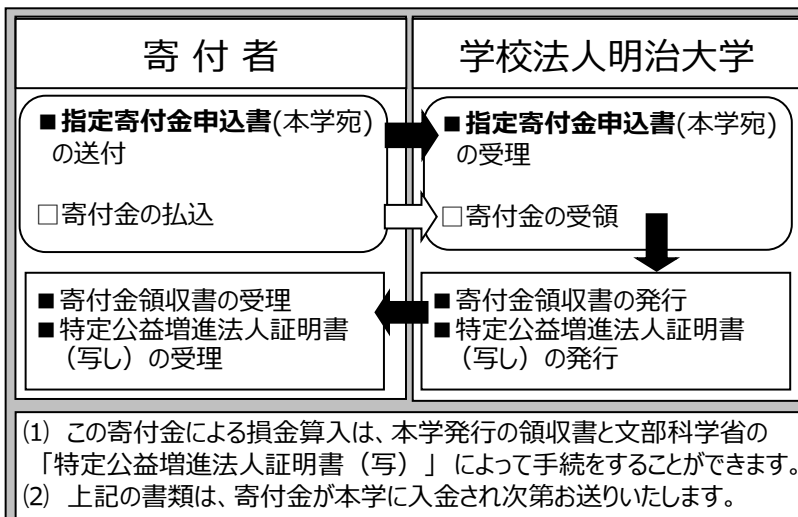 寄 付 者
学校法人明治大学
■指定寄付金申込書(本学宛)
の送付
□寄付金の払込
■指定寄付金申込書(本学宛)
の受理
□寄付金の受領
■寄付金領収書の受理
■特定公益増進法人証明書
（写し）の受理
■寄付金領収書の発行
■特定公益増進法人証明書
（写し）の発行
(1) この寄付金による損金算入は、本学発行の領収書と文部科学省の
「特定公益増進法人証明書（写）」によって手続をすることができます。
(2) 上記の書類は、寄付金が本学に入金され次第お送りいたします。